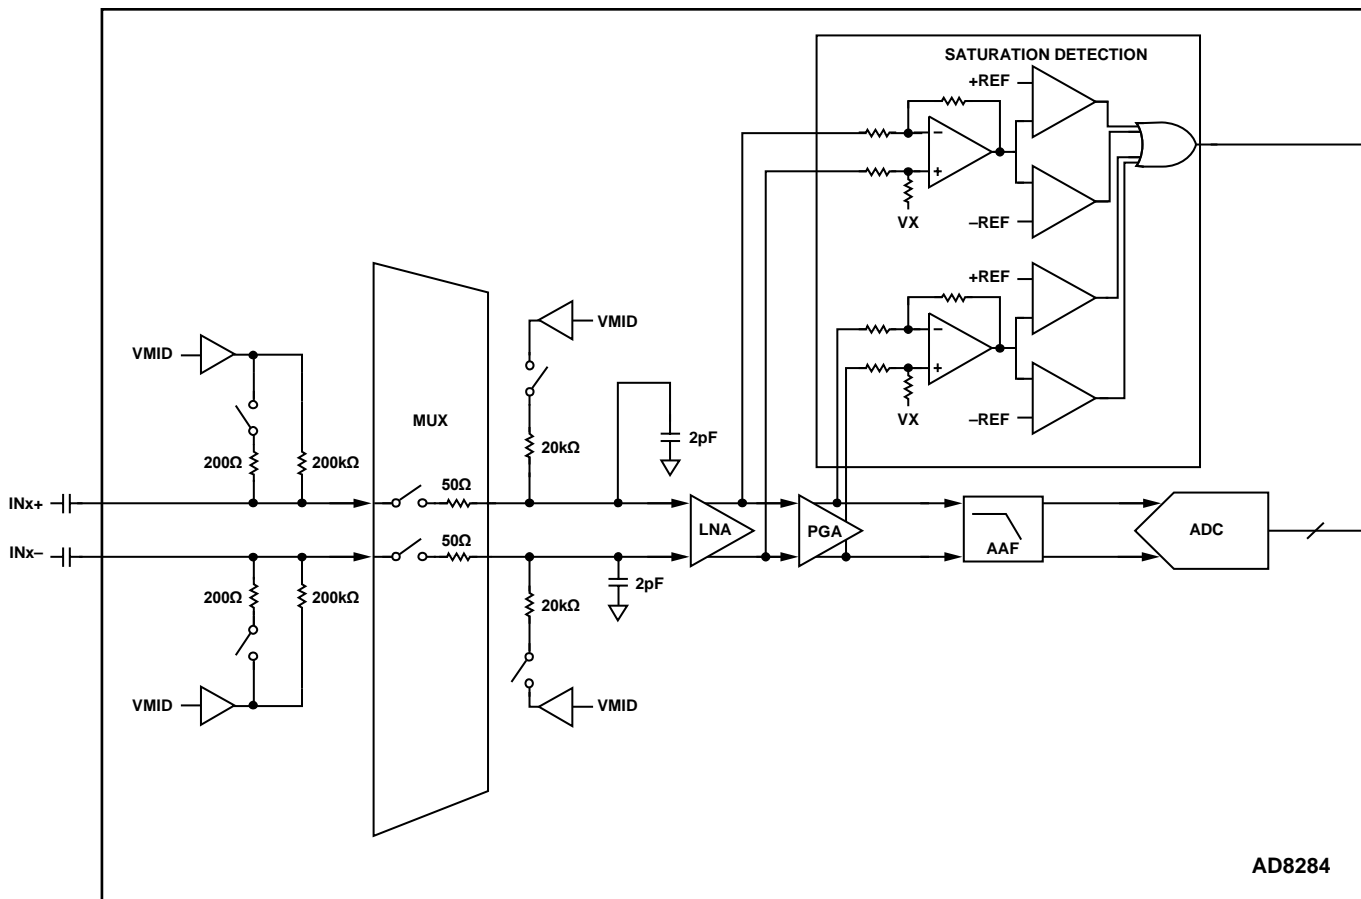 SATURATION DETECTION
+REF
VX
–REF
+REF
VX
–REF
VMID
VMID
MUX
200Ω
200kΩ
20kΩ
2pF
50Ω
INx+
LNA
PGA
AAF
ADC
INx–
50Ω
2pF
200Ω
200kΩ
20kΩ
VMID
VMID
AD8284